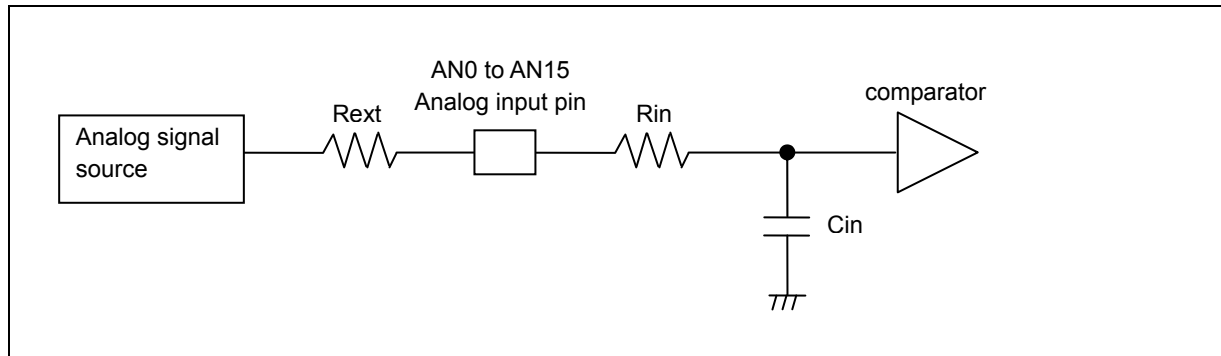 AN0 to AN15
Analog input pin
comparator
Rext
Rin
Analog signal
source
Cin